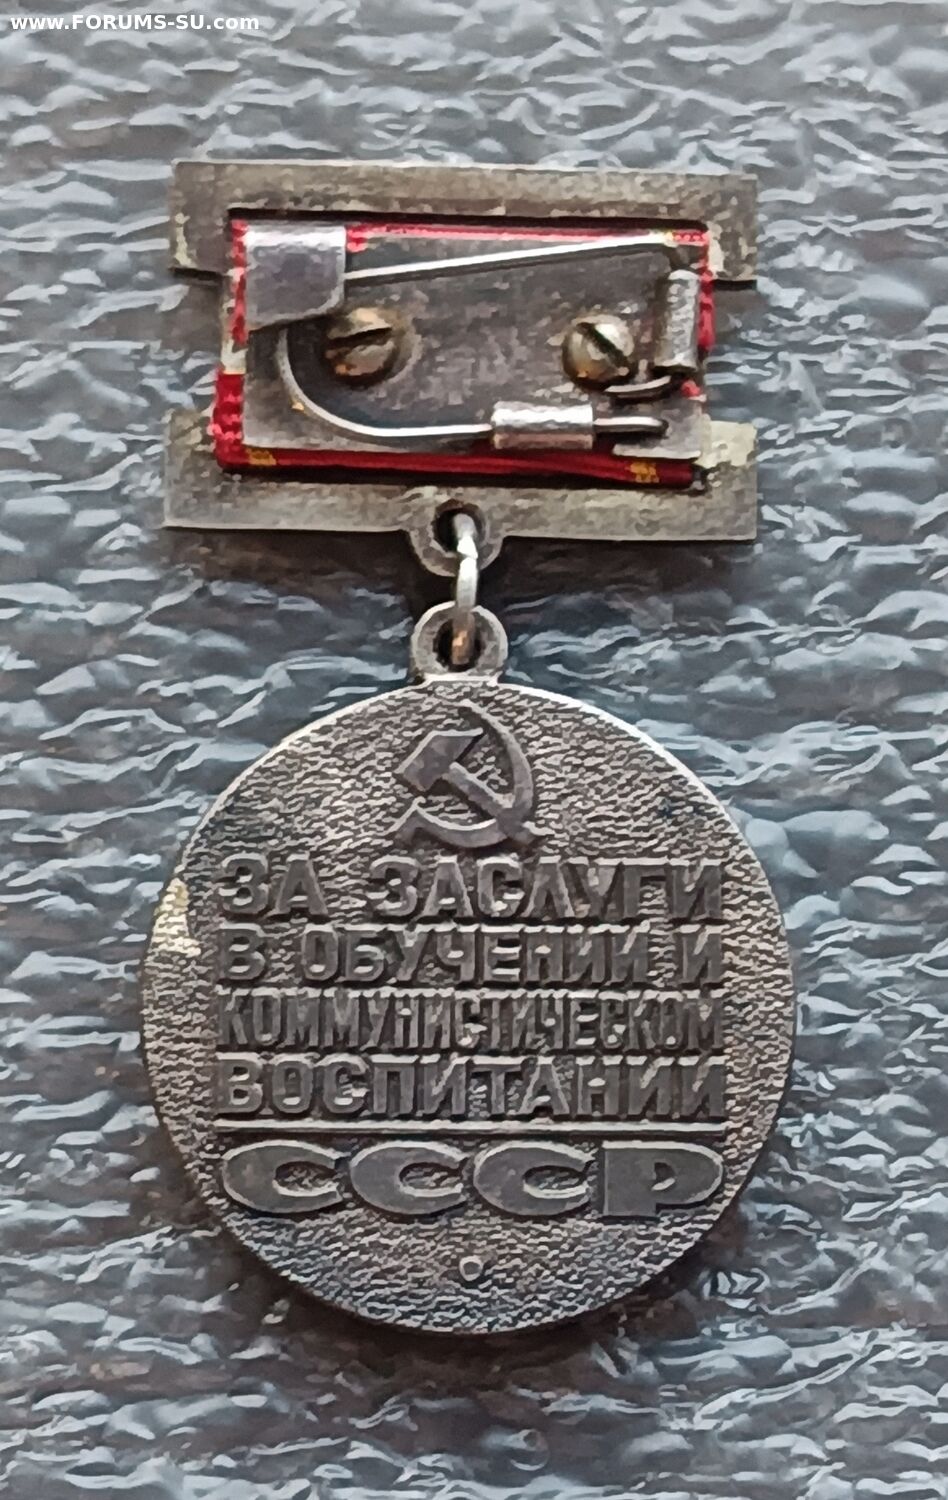 www.FORUMS-SU.com
ЗА ЗАСЛУГИ
В ОБУЧЕНИИ И
КОММУНИСТИЧЕСКОМ
ВОСПИТАНИИ
СССР